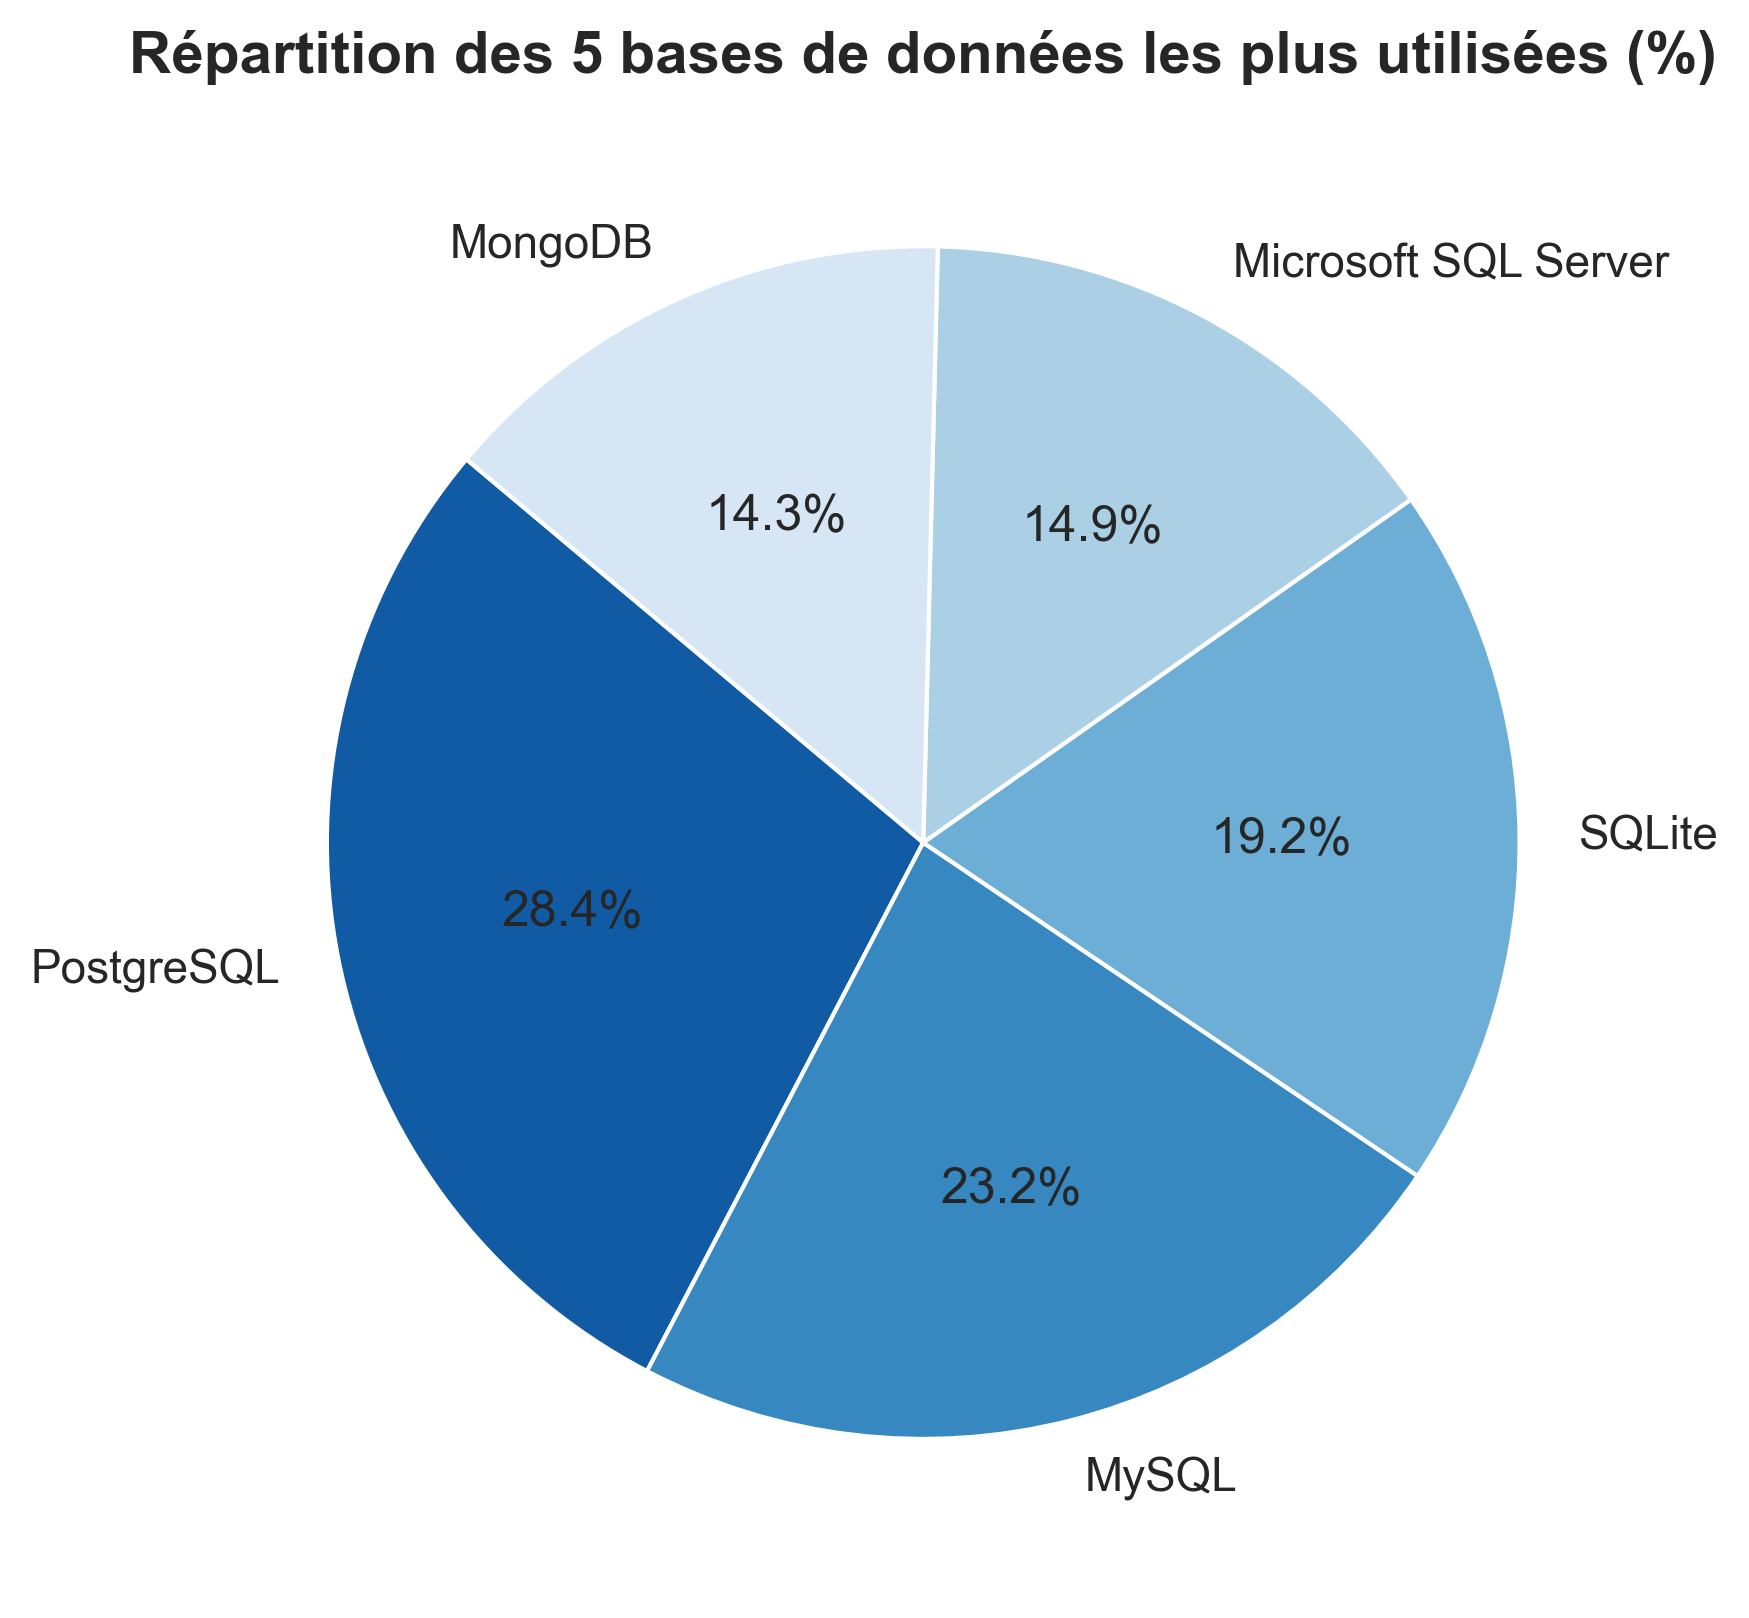 Répartition des 5 bases de données les plus utilisées (%)
MongoDB
Microsoft SQL Server
14.3%
14.9%
19.2%
SQLite
28.4%
PostgreSQL
23.2%
MySQL